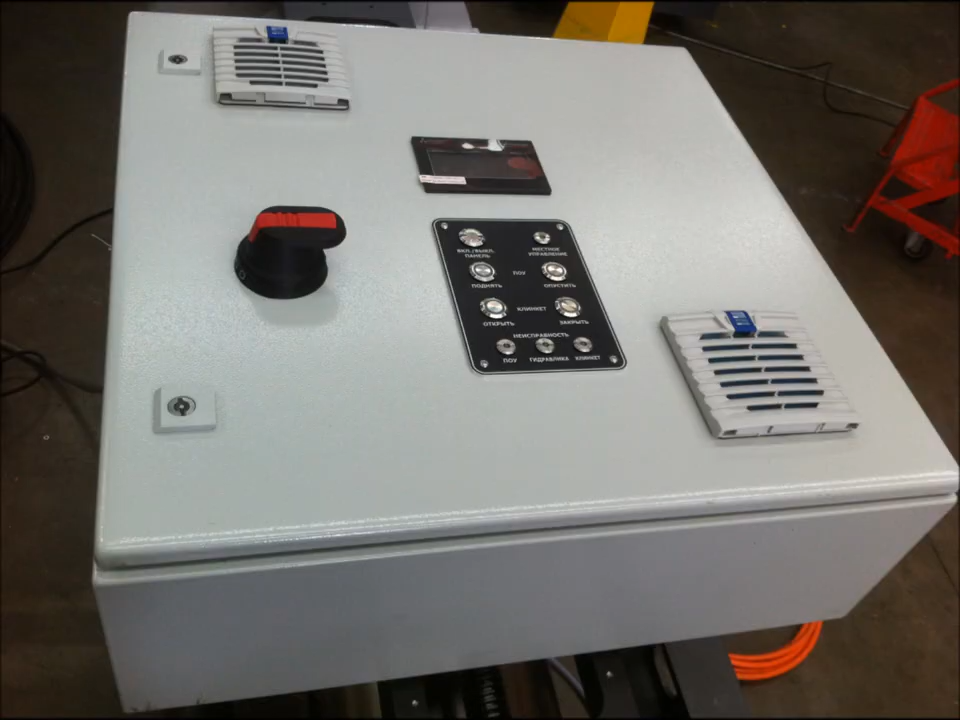 ВКЛ./ВЫКЛ.
ПАНЕЛЬ
МЕСТНОЕ
УПРАВЛЕНИЕ
ПОУ
ПОДНЯТЬ
ОПУСТИТЬ
КЛИНКЕТ
ОТКРЫТЬ
ЗАКРЫТЬ
НЕИСПРАВНОСТЬ
ПОУ
ГИДРАВЛИКА
КЛИНКЕТ